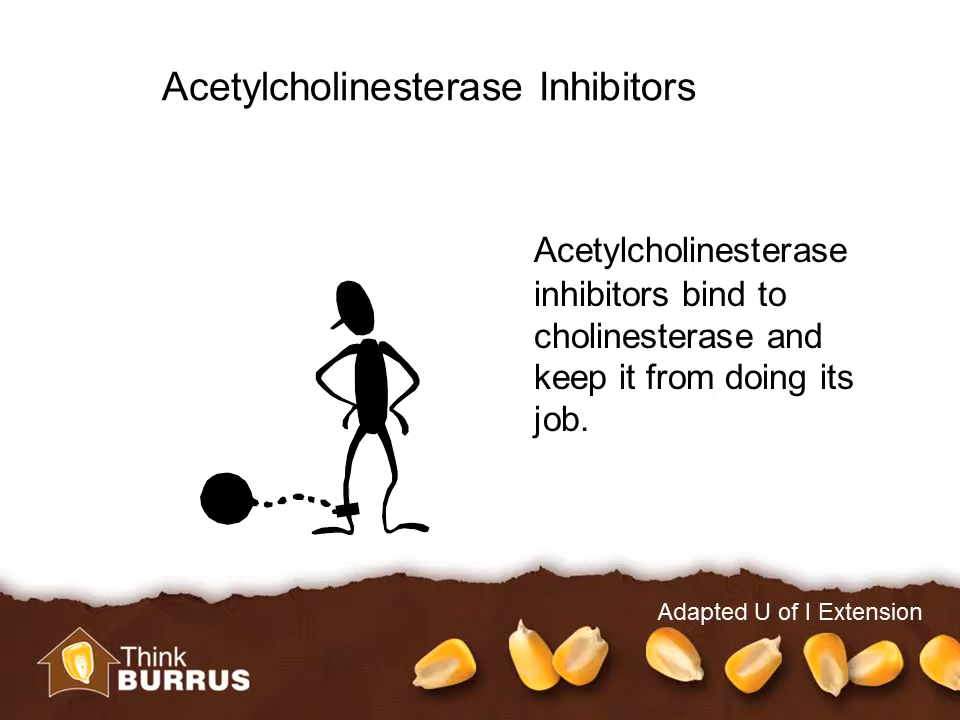 Acetylcholinesterase Inhibitors
Acetylcholinesterase
inhibitors bind to
cholinesterase and
keep it from doing its
job.
Adapted U of I Extension
Think
BURRUS